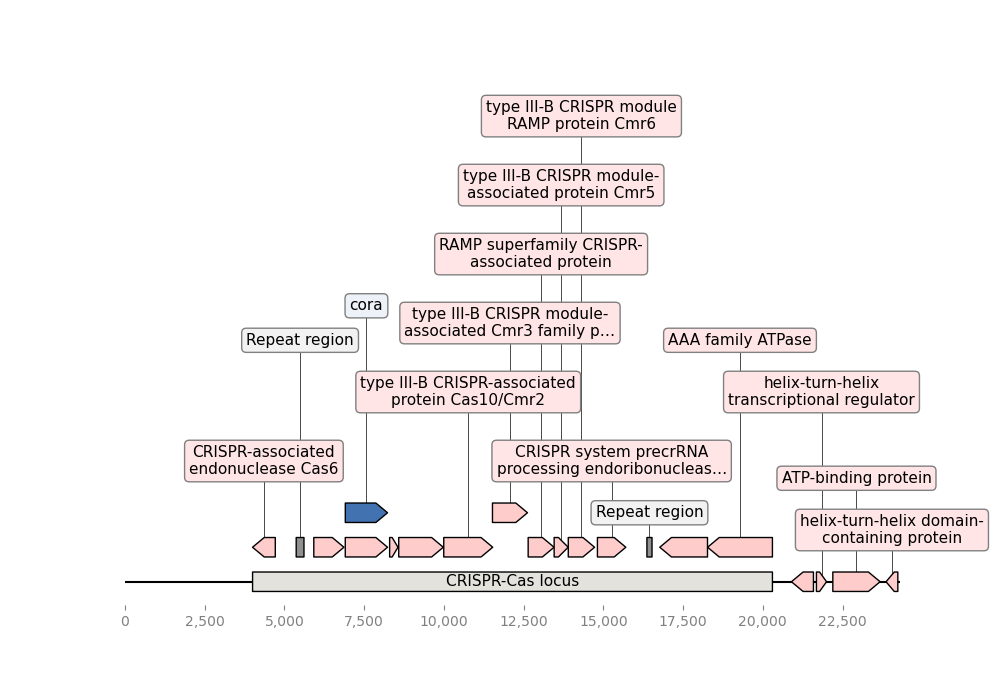 type III-B CRISPR module
RAMP protein Cmr6
type III-B CRISPR module-
associated protein Cmr5
RAMP superfamily CRISPR-
associated protein
cora
type III-B CRISPR module-
associated Cmr3 family p...
Repeat region
AAA family ATPase
type III-B CRISPR-associated
protein Cas10/Cmr2
helix-turn-helix
transcriptional regulator
CRISPR-associated
endonuclease Cas6
CRISPR system precrRNA
processing endoribonucleas...
ATP-binding protein
Repeat region
helix-turn-helix domain-
containing protein
CRISPR-Cas locus
0 2,500 5,000 7,500 10,000 12,500 15,000 17,500 20,000 22,500